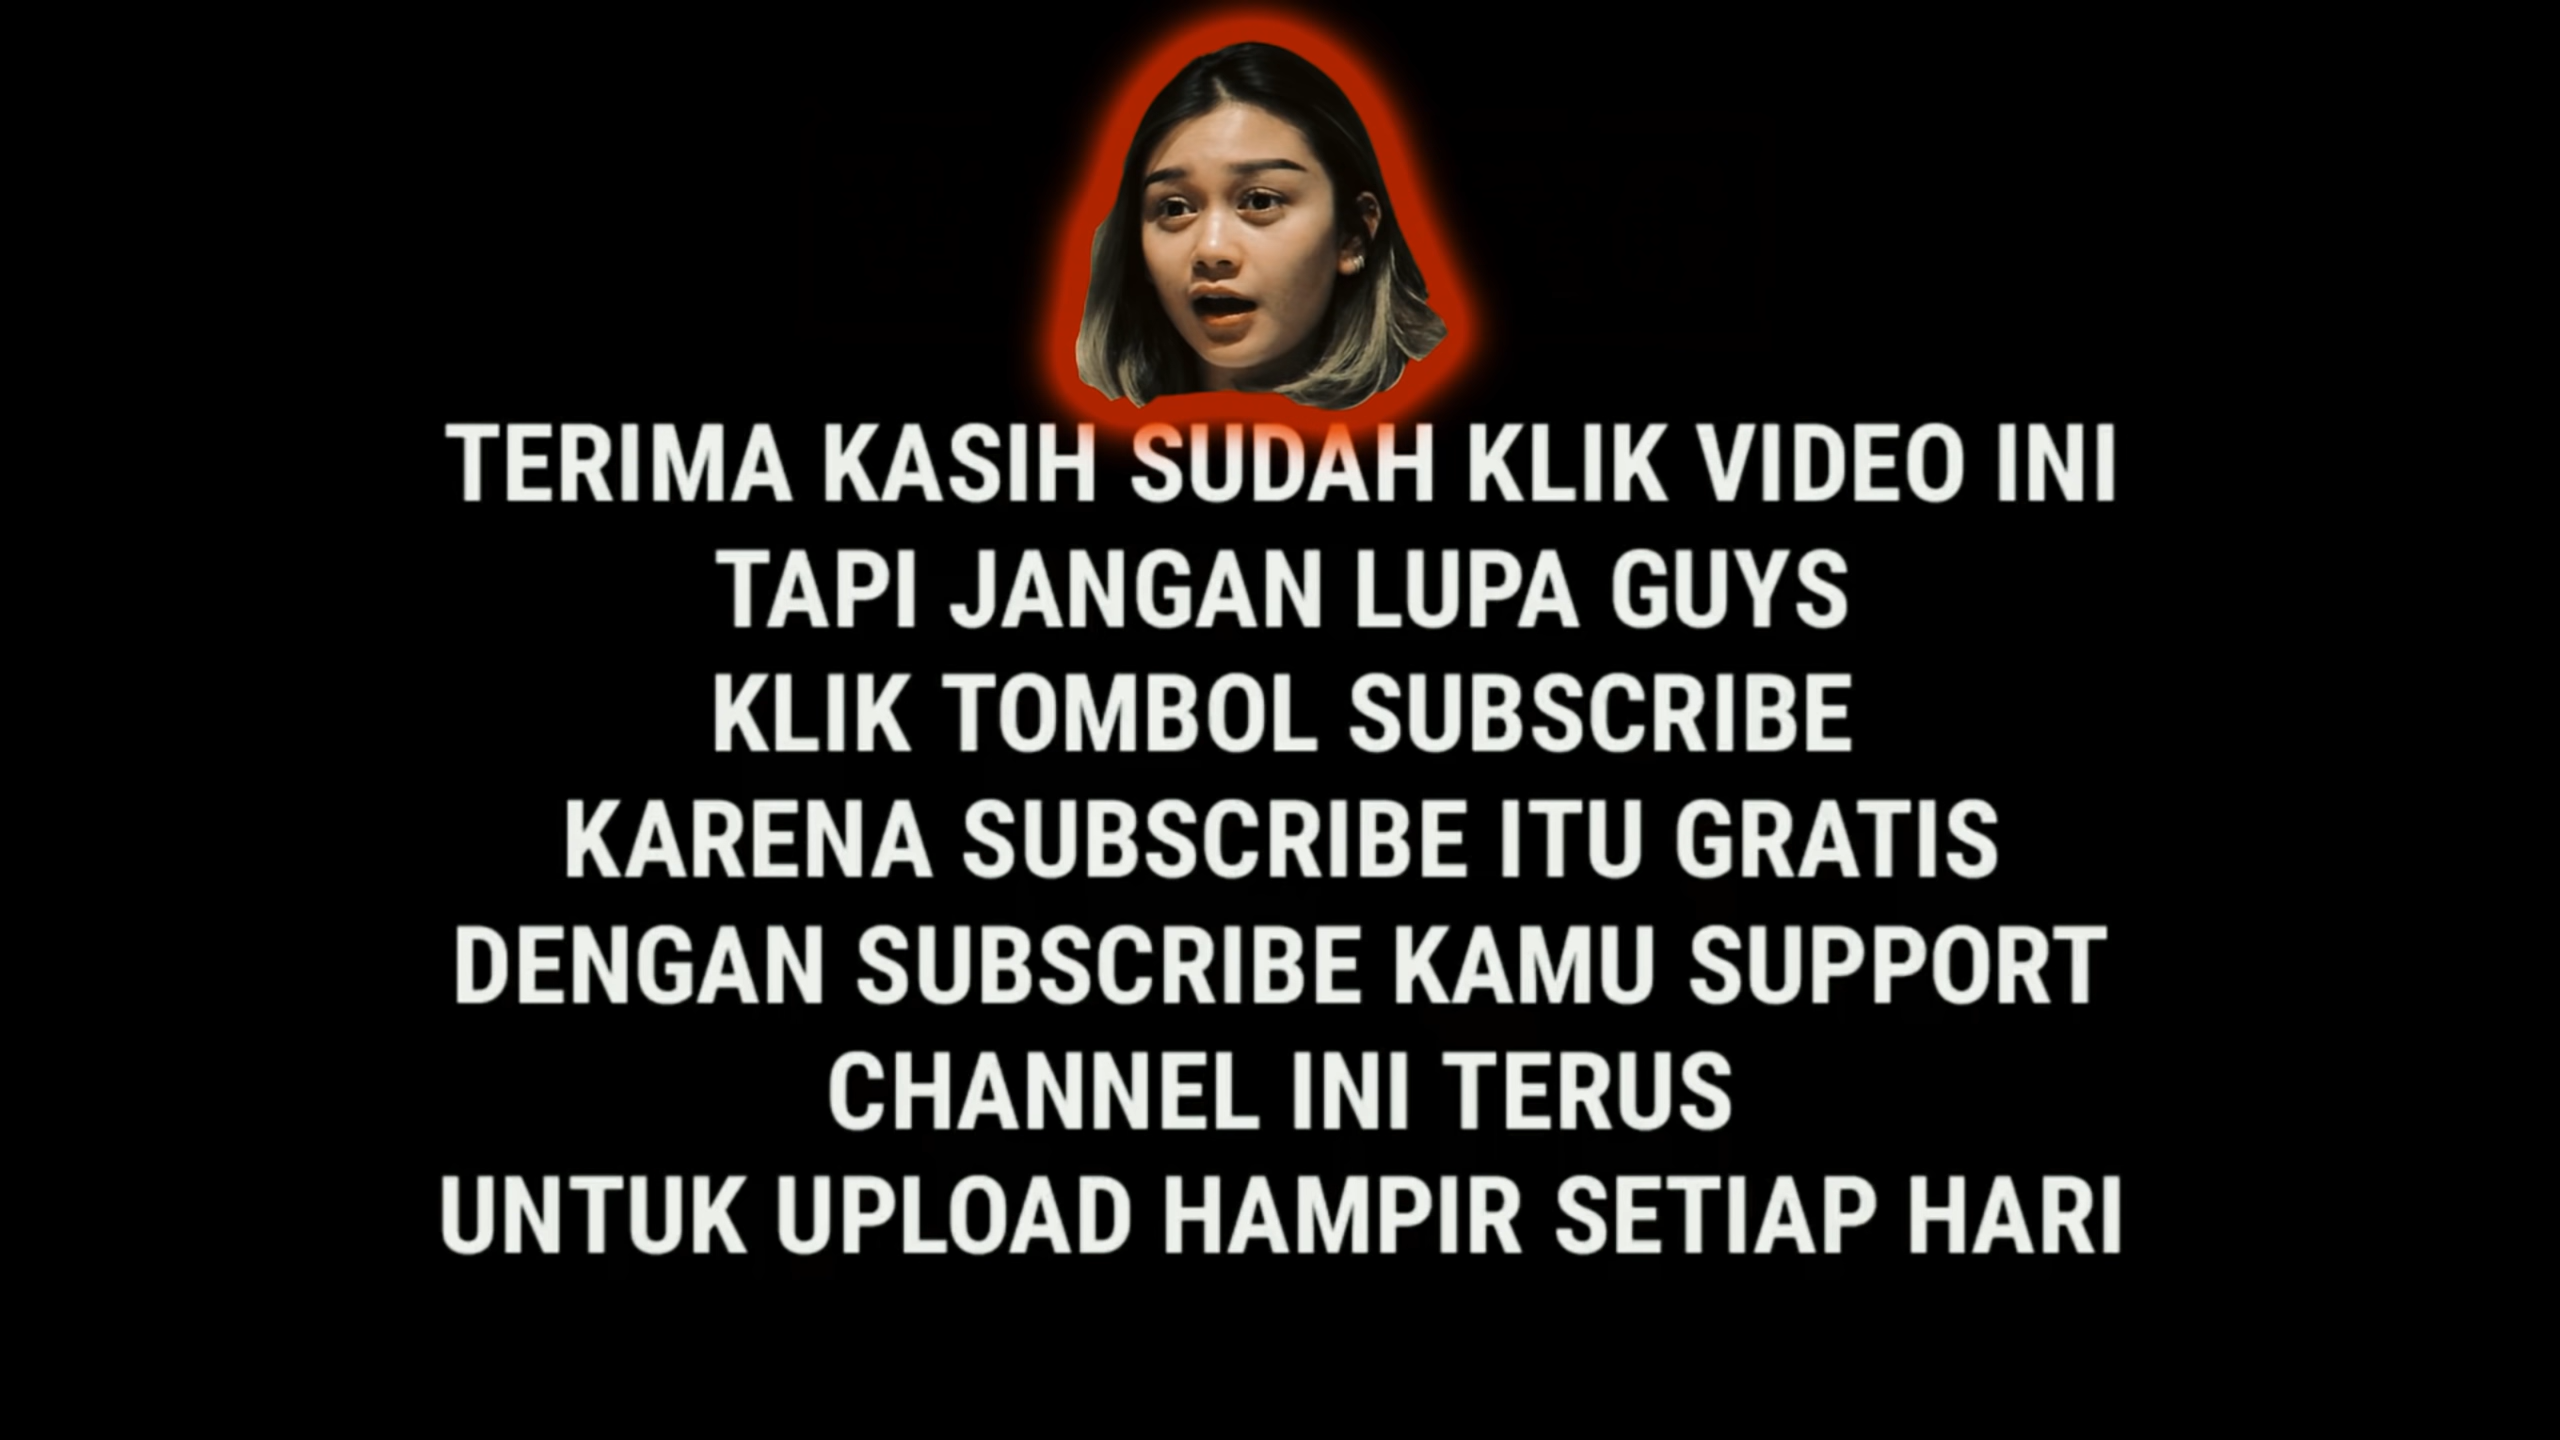 TERIMA KASIH SUDAH KLIK VIDEO INI
TAPI JANGAN LUPA GUYS
KLIK TOMBOL SUBSCRIBE
KARENA SUBSCRIBE ITU GRATIS
DENGAN SUBSCRIBE KAMU SUPPORT
CHANNEL INI TERUS
UNTUK UPLOAD HAMPIR SETIAP HARI